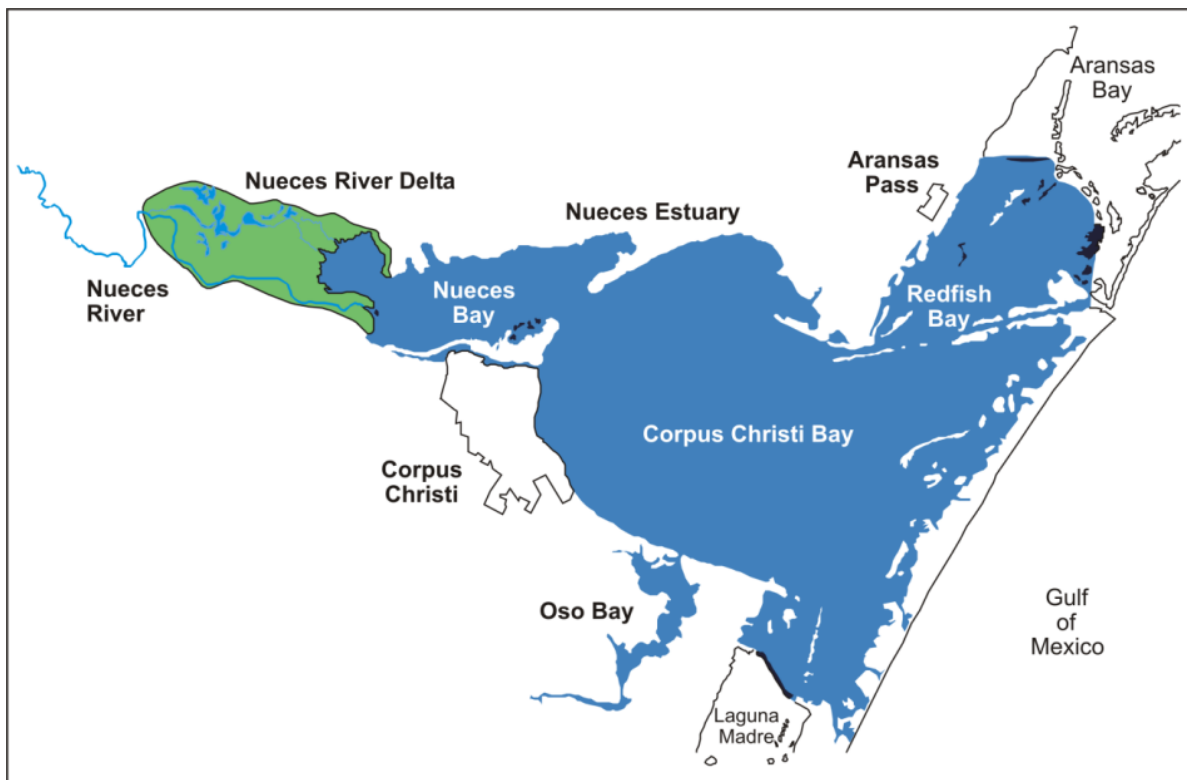 Aransas
Bay
Aransas
Pass
Nueces River Delta
Nueces Estuary
Nueces
River
Nueces
Bay
Redfish
Bay
Corpus Christi Bay
Corpus
Christi
Oso Bay
Gulf
of
Mexico
Laguna
Madre